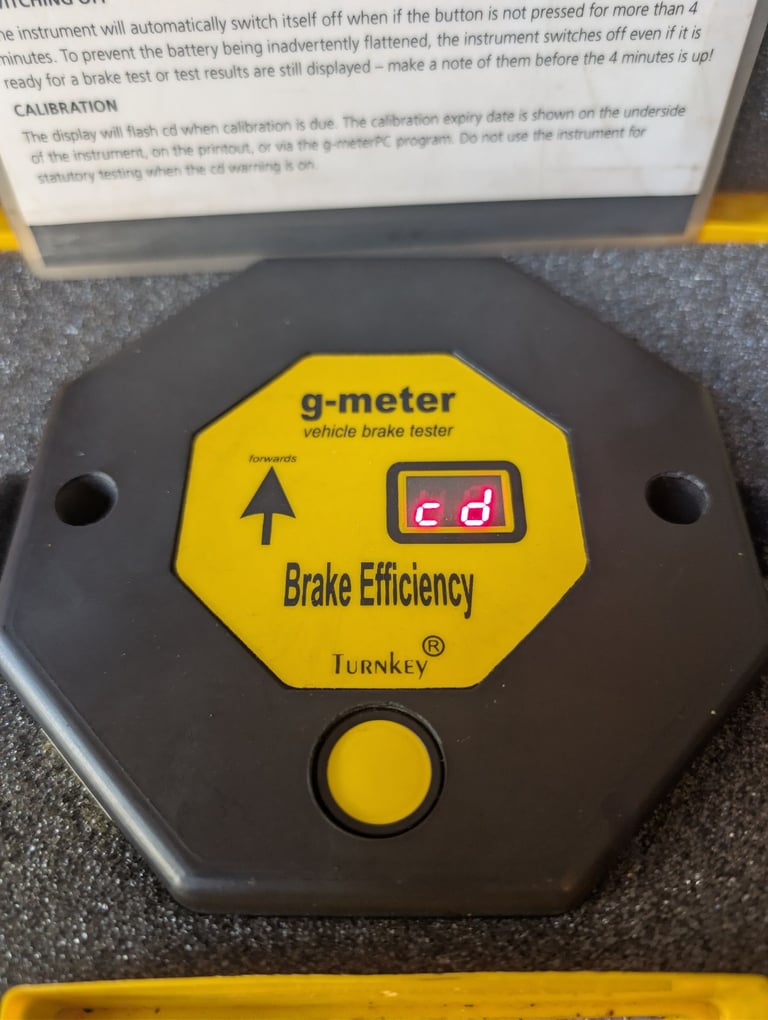 he instrument will automatically switch itself off when if the button is not pressed for more than 4
minutes. To prevent the battery being inadvertently flattened, the instrument switches off even if it is
ready for a brake test or test results are still displayed – make a note of them before the 4 minutes is up!
CALIBRATION
The display will flash cd when calibration is due. The calibration expiry date is shown on the underside
of the instrument, on the printout, or via the g-meterPC program. Do not use the instrument for
statutory testing when the cd warning is on.
g-meter
vehicle brake tester
forwards
cd
Brake Efficiency
TURNKEY®